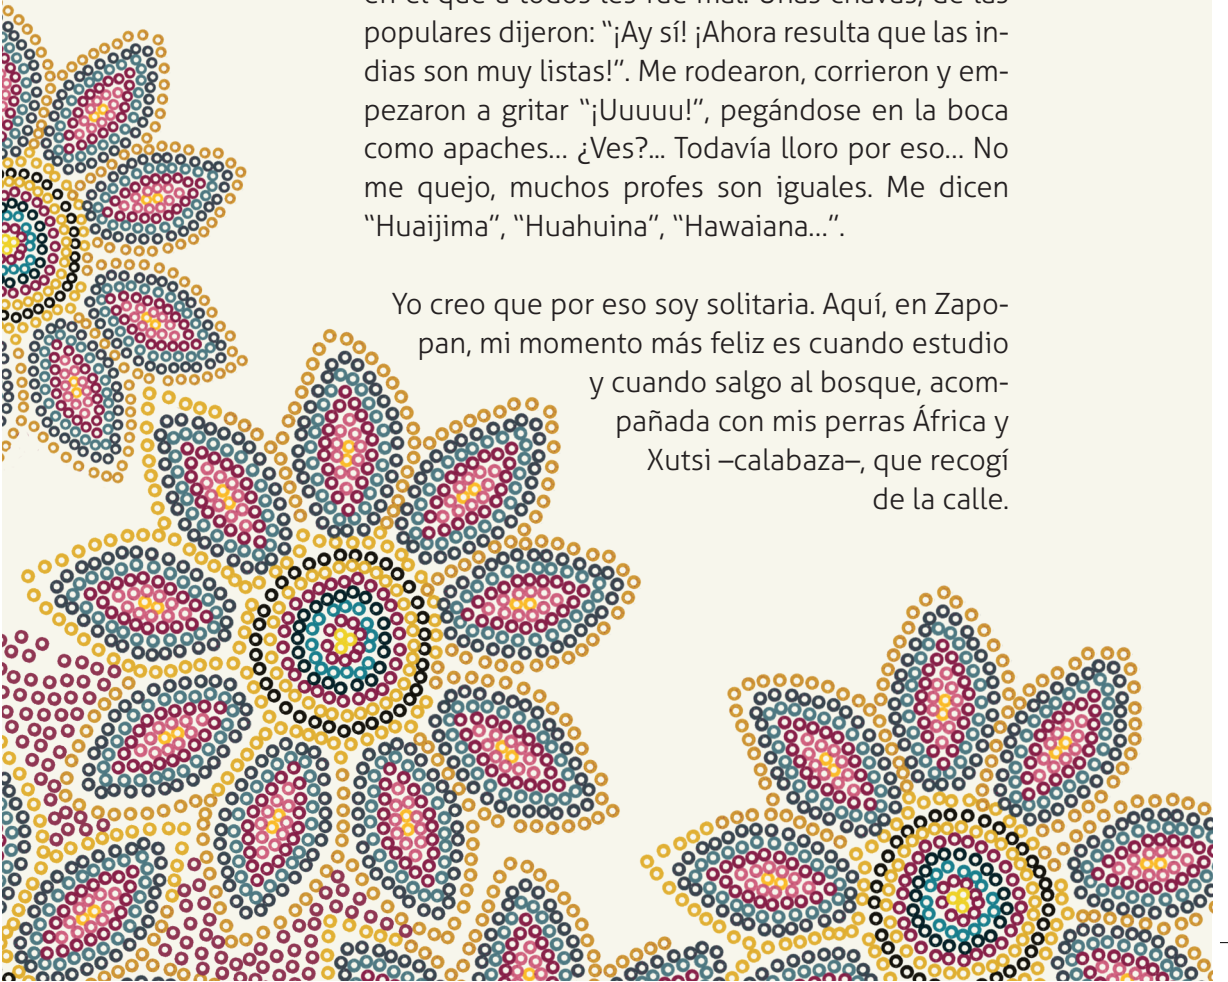 en el que a todos les fue mal. Unas chavas, de las
populares dijeron: “¡Ay sí! ¡Ahora resulta que las in-
dias son muy listas!”. Me rodearon, corrieron y em-
pezaron a gritar “¡Uuuuu!”, pegándose en la boca
como apaches... ¿Ves?... Todavía lloro por eso... No
me quejo, muchos profes son iguales. Me dicen
“Huaijima”, “Huahuina”, “Hawaiana...”.
Yo creo que por eso soy solitaria. Aquí, en Zapo-
pan, mi momento más feliz es cuando estudio
y cuando salgo al bosque, acom-
pañada con mis perras África y
Xutsi –calabaza–, que recogí
de la calle.